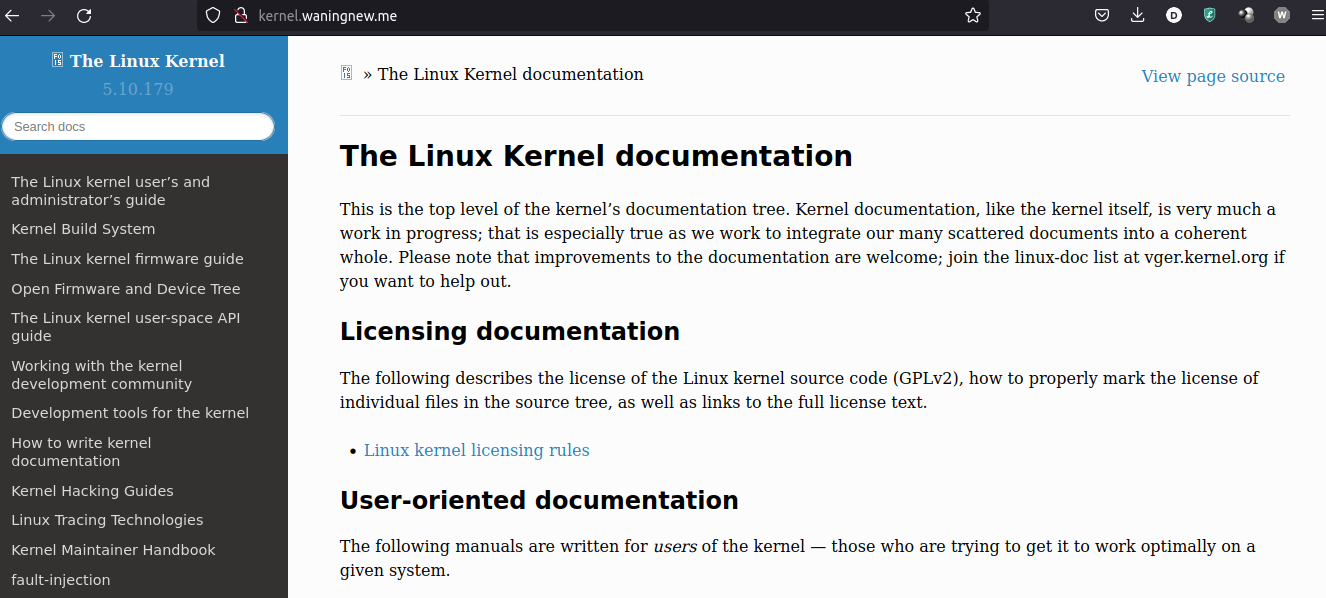 kernel.waningnew.me
The Linux Kernel
5.10.179
Search docs
The Linux kernel user’s and
administrator’s guide
Kernel Build System
The Linux kernel firmware guide
Open Firmware and Device Tree
The Linux kernel user-space API
guide
Working with the kernel
development community
Development tools for the kernel
How to write kernel
documentation
Kernel Hacking Guides
Linux Tracing Technologies
Kernel Maintainer Handbook
fault-injection
» The Linux Kernel documentation
View page source
The Linux Kernel documentation
This is the top level of the kernel’s documentation tree. Kernel documentation, like the kernel itself, is very much a
work in progress; that is especially true as we work to integrate our many scattered documents into a coherent
whole. Please note that improvements to the documentation are welcome; join the linux-doc list at vger.kernel.org if
you want to help out.
Licensing documentation
The following describes the license of the Linux kernel source code (GPLv2), how to properly mark the license of
individual files in the source tree, as well as links to the full license text.
• Linux kernel licensing rules
User-oriented documentation
The following manuals are written for users of the kernel — those who are trying to get it to work optimally on a
given system.